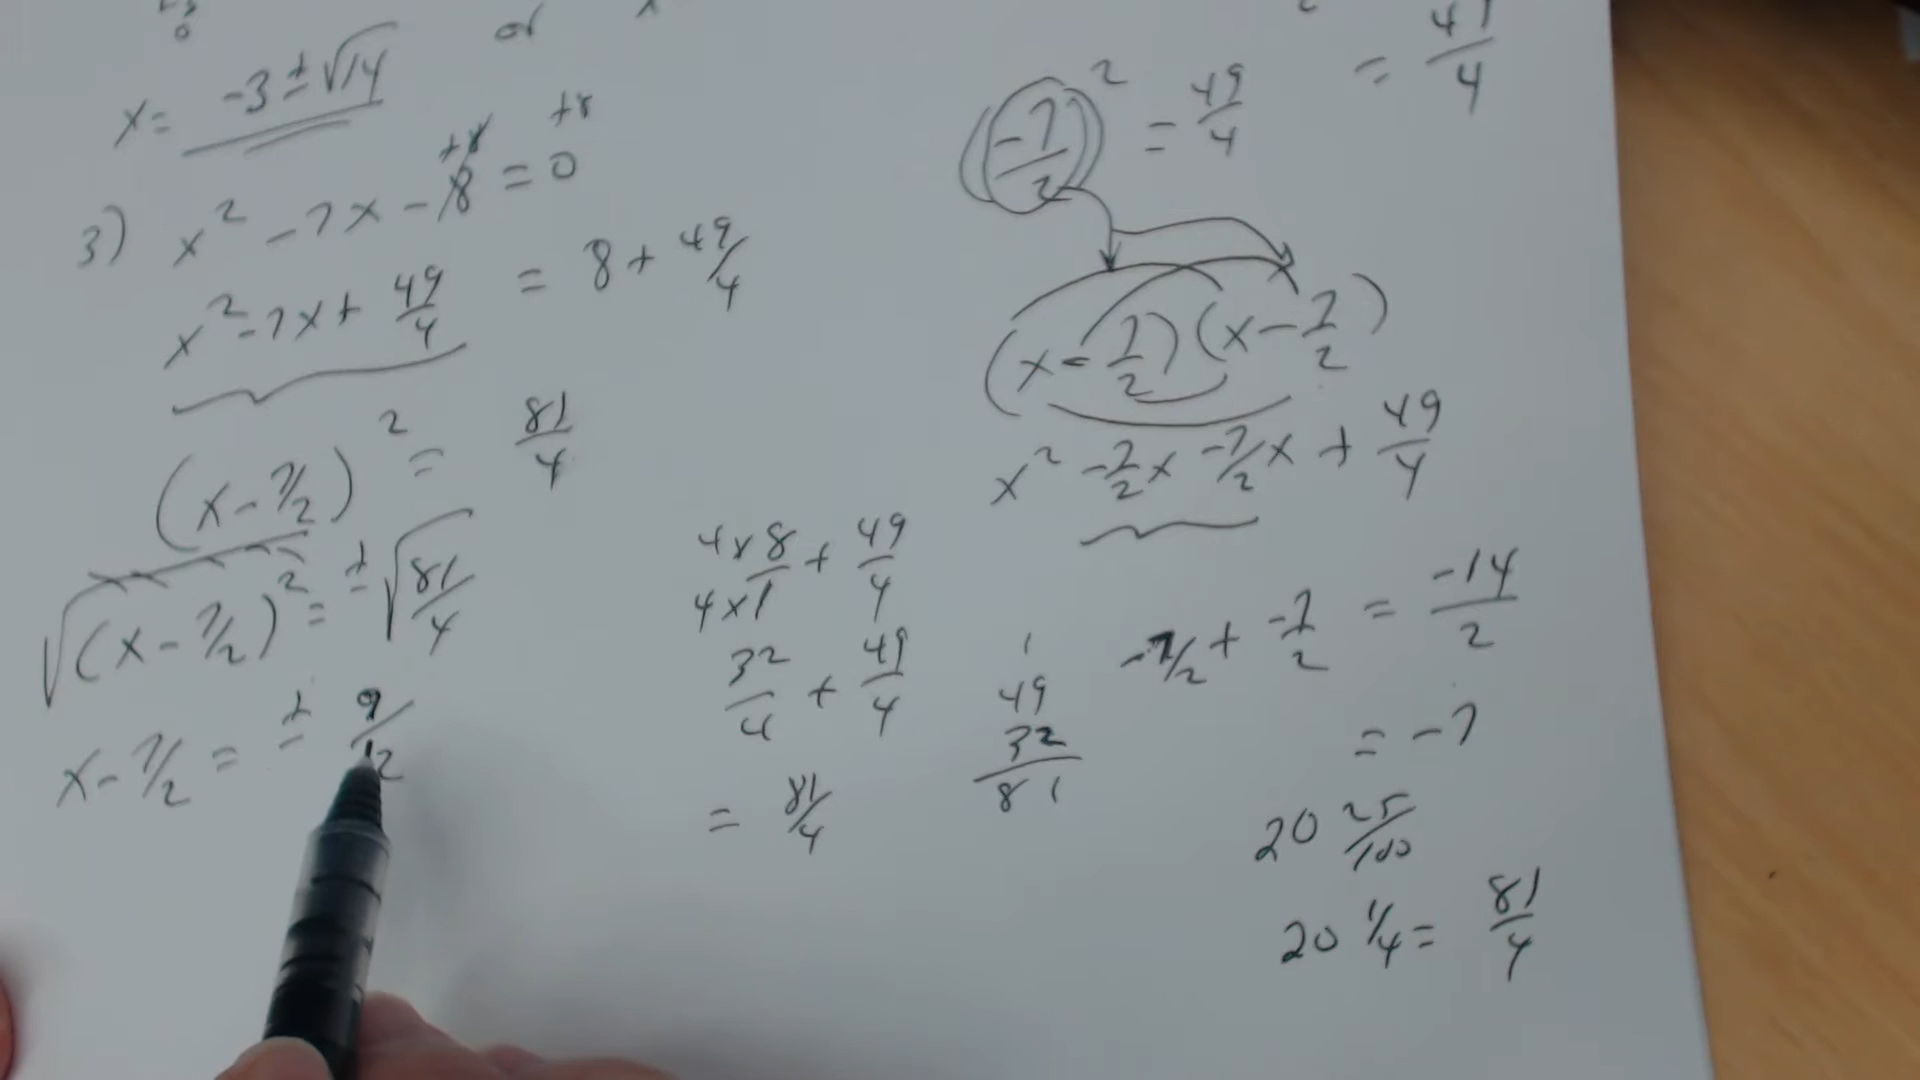 or
x = -3 ± √14
3) x² - 7x - 8 = 0
+8 +8
x² - 7x + 49/4 = 8 + 49/4
(x - 7/2)² = 81/4
√(x - 7/2)² = ± √81/4
x - 7/2 = ± 9/2
4x8/4x1 + 49/4
32/4 + 49/4
= 81/4
1
49
32
81
= 41/4
(-7/2)² = 49/4
(x - 7/2)(x - 7/2)
x² - 7/2x - 7/2x + 49/4
-7/2 + -7/2 = -14/2
= -7
20 25/100
20 1/4 = 81/4